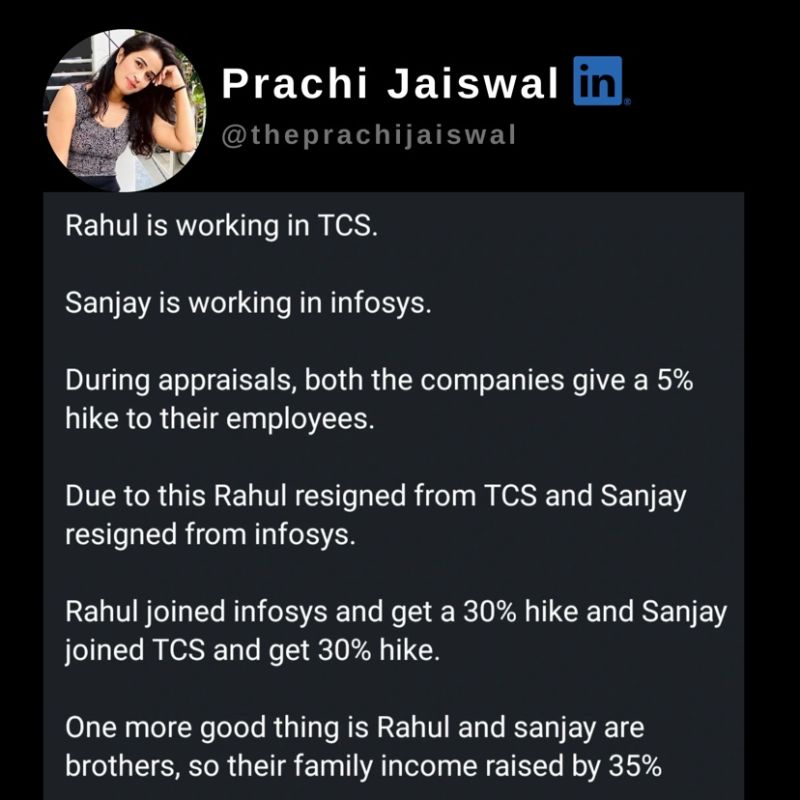 Prachi Jaiswal in
@theprachijaiswal
Rahul is working in TCS.
Sanjay is working in infosys.
During appraisals, both the companies give a 5%
hike to their employees.
Due to this Rahul resigned from TCS and Sanjay
resigned from infosys.
Rahul joined infosys and get a 30% hike and Sanjay
joined TCS and get 30% hike.
One more good thing is Rahul and sanjay are
brothers, so their family income raised by 35%